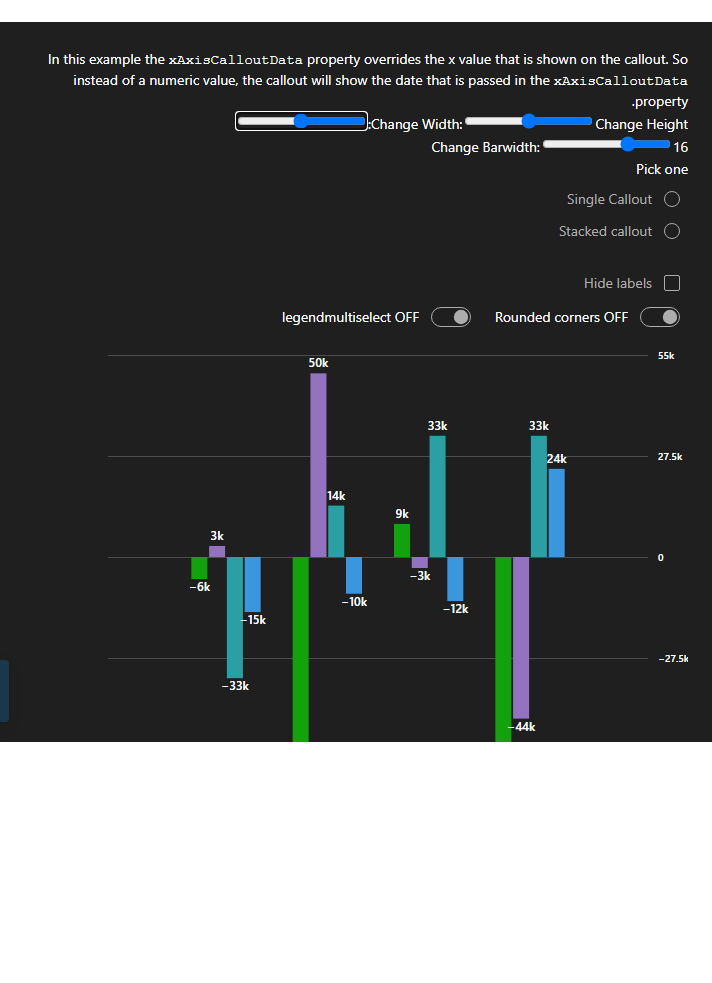 In this example the xAxisCalloutData property overrides the x value that is shown on the callout. So
instead of a numeric value, the callout will show the date that is passed in the xAxisCalloutData
.property
:Change Width: Change Height
Change Barwidth: 16
Pick one
Single Callout
Stacked callout
Hide labels
legendmultiselect OFF Rounded corners OFF
55k
50k
33k 33k
27.5k
24k
14k
9k
3k
0
−3k
−6k
−10k
−12k
−15k
−27.5k
−33k
−44k